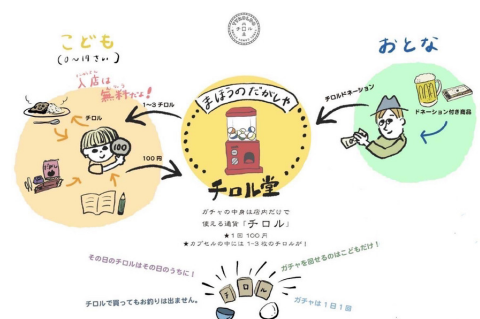 チロル
こども
(0〜19さい)
入店は
無料だよ!
おとな
まほうのだがしや
チロル堂
1〜3 チロル
チロル
100
100円
チロルドネーション
ドネーション付き商品
ガチャの中身は店内だけで
使える通貨「チロル」
★1回 100円
★カプセルの中には 1-3 枚のチロルが!
その日のチロルはその日のうちに!
ガチャを回せるのはこどもだけ!
チロルで買ってもお釣りは出ません。
チロル
ガチャは1日1回